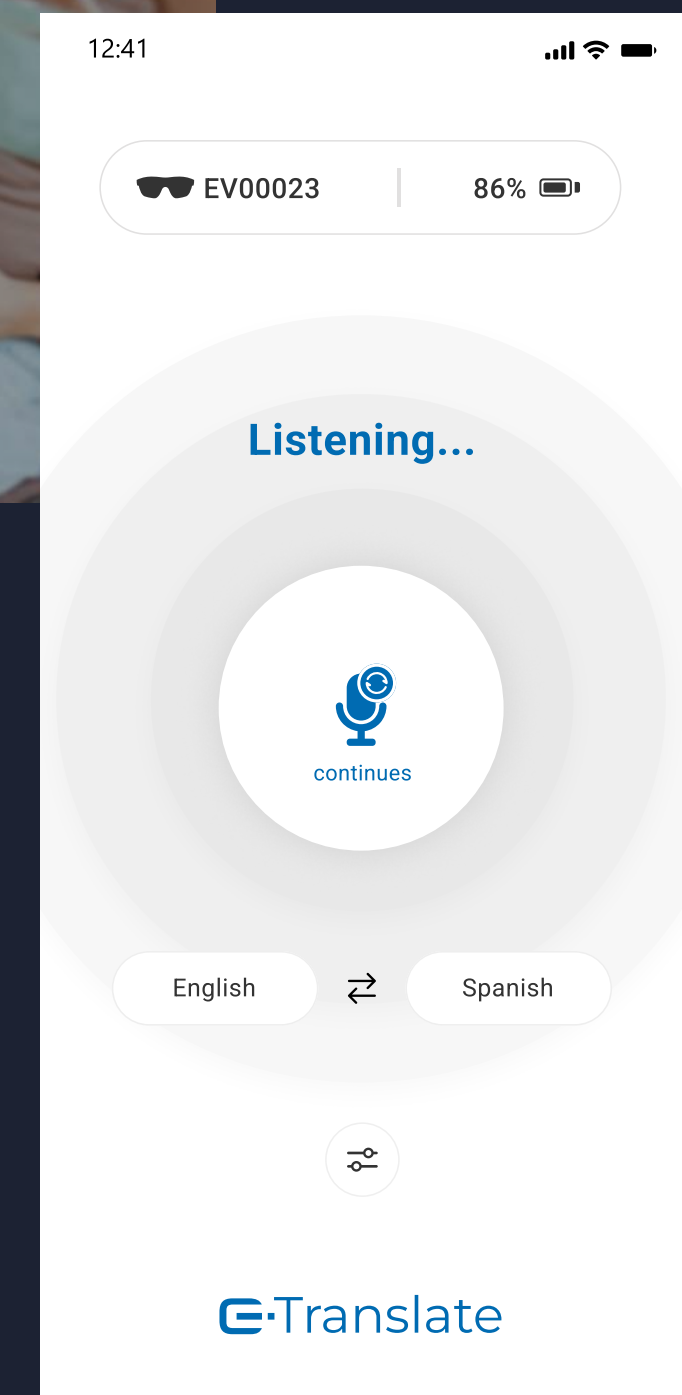 12:41
EV00023 86%
Listening...
continues
English Spanish
e·Translate